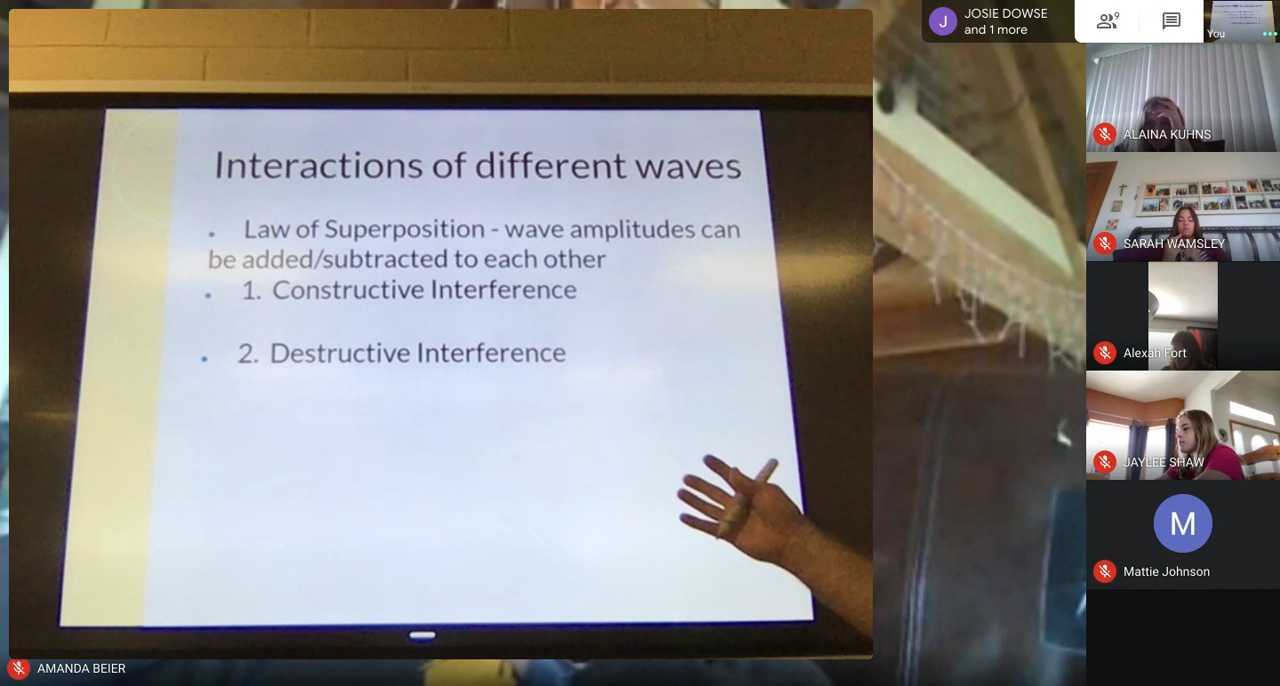 Interactions of different waves
• Law of Superposition - wave amplitudes can
be added/subtracted to each other
• 1. Constructive Interference
• 2. Destructive Interference
AMANDA BEIER
J
JOSIE DOWSE
and 1 more
9
You
ALAINA KUHNS
SARAH WAMSLEY
Alexah Fort
JAYLEE SHAW
M
Mattie Johnson